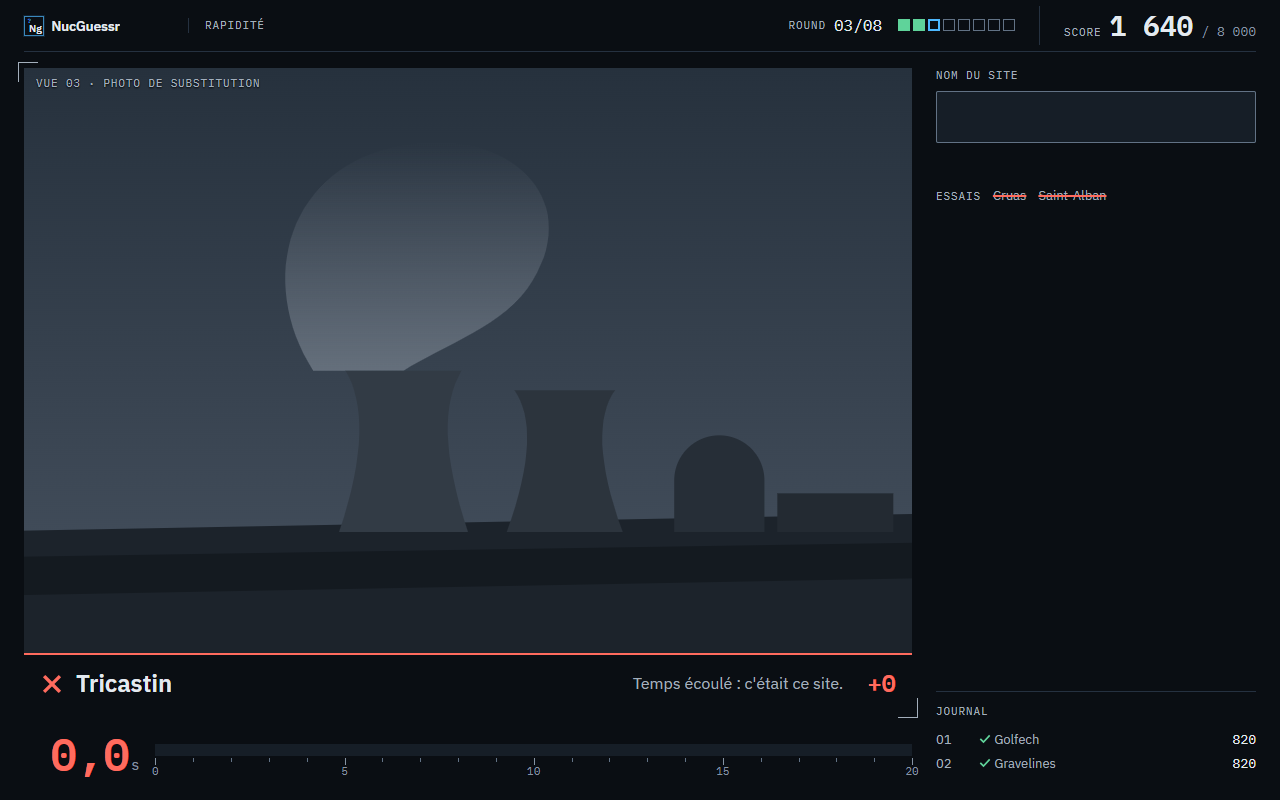 ? Ng NucGuessr
RAPIDITÉ
ROUND 03/08
SCORE 1 640 / 8 000
VUE 03 · PHOTO DE SUBSTITUTION
NOM DU SITE
ESSAIS Cruas Saint-Alban
Tricastin
Temps écoulé : c'était ce site. +0
0,0s
0 5 10 15 20
JOURNAL
01 Golfech 820
02 Gravelines 820